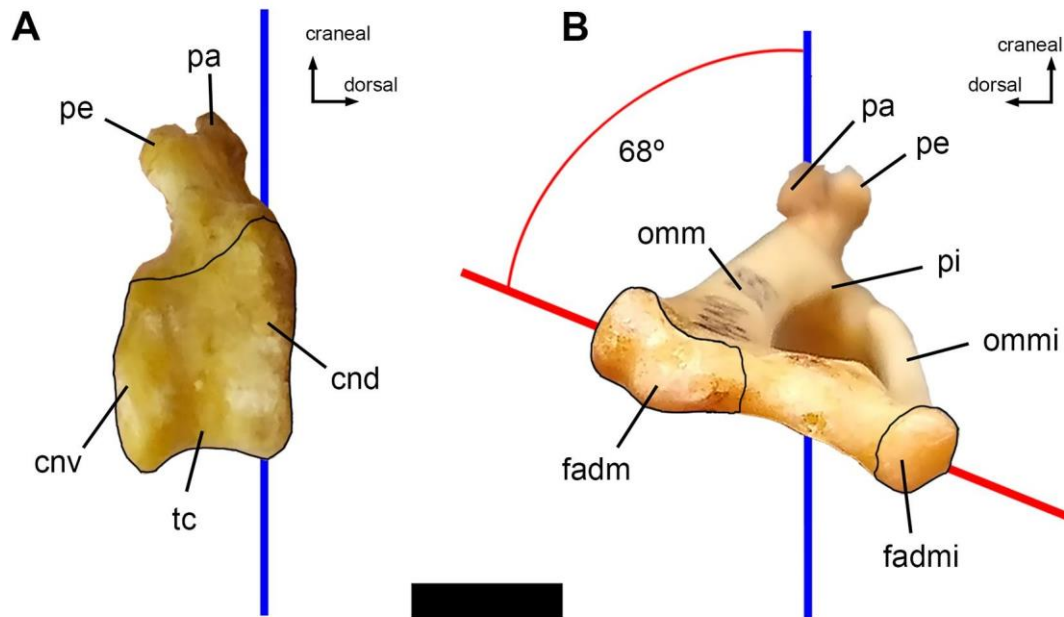 A
craneal
dorsal
pa
pe
cnd
cnv
tc
B
craneal
dorsal
68º
pa
pe
omm
pi
ommi
fadm
fadmi